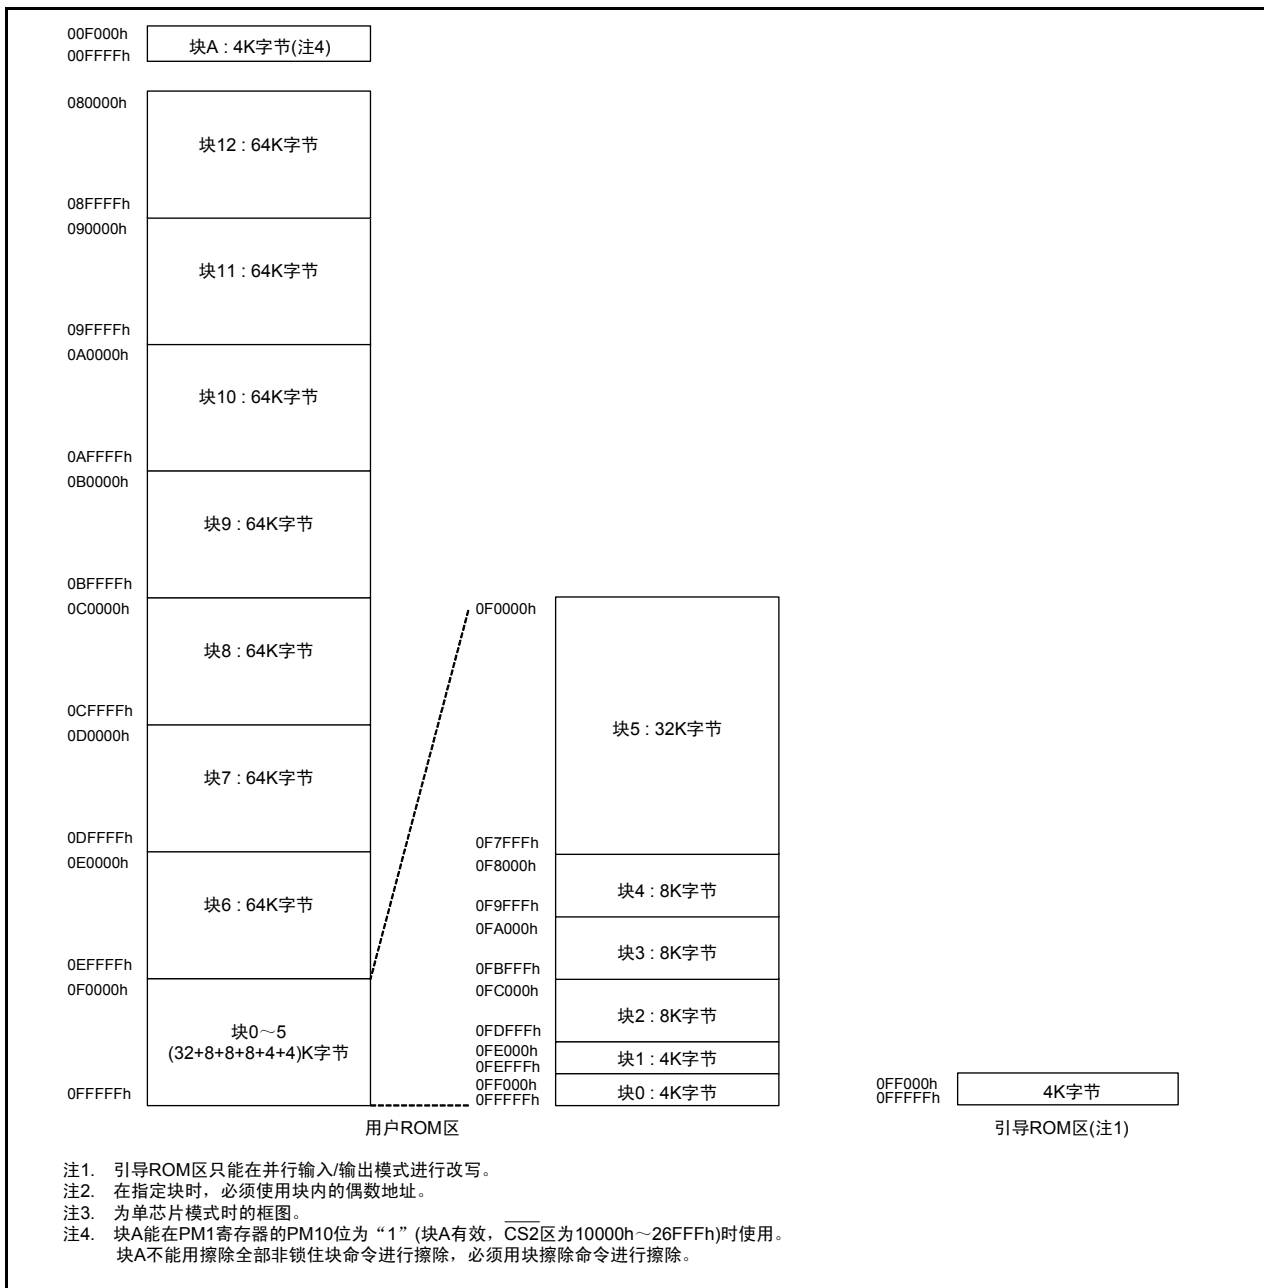 00F000h
00FFFFh
块A : 4K字节(注4)
080000h
块12 : 64K字节
08FFFFh
090000h
块11 : 64K字节
09FFFFh
0A0000h
块10 : 64K字节
0AFFFFh
0B0000h
块9 : 64K字节
0BFFFFh
0C0000h
块8 : 64K字节
0CFFFFh
0D0000h
块7 : 64K字节
0DFFFFh
0E0000h
块6 : 64K字节
0EFFFFh
0F0000h
块0～5
(32+8+8+8+4+4)K字节
0FFFFFh
0F0000h
块5 : 32K字节
0F7FFFh
0F8000h
块4 : 8K字节
0F9FFFh
0FA000h
块3 : 8K字节
0FBFFFh
0FC000h
块2 : 8K字节
0FDFFFh
0FE000h
块1 : 4K字节
0FEFFFh
0FF000h
块0 : 4K字节
0FFFFFh
用户ROM区
0FF000h
0FFFFFh
4K字节
引导ROM区(注1)
注1. 引导ROM区只能在并行输入/输出模式进行改写。
注2. 在指定块时，必须使用块内的偶数地址。
注3. 为单芯片模式时的框图。
注4. 块A能在PM1寄存器的PM10位为“1”(块A有效，C̅S̅2̅区为10000h～26FFFh)时使用。
块A不能用擦除全部非锁住块命令进行擦除，必须用块擦除命令进行擦除。